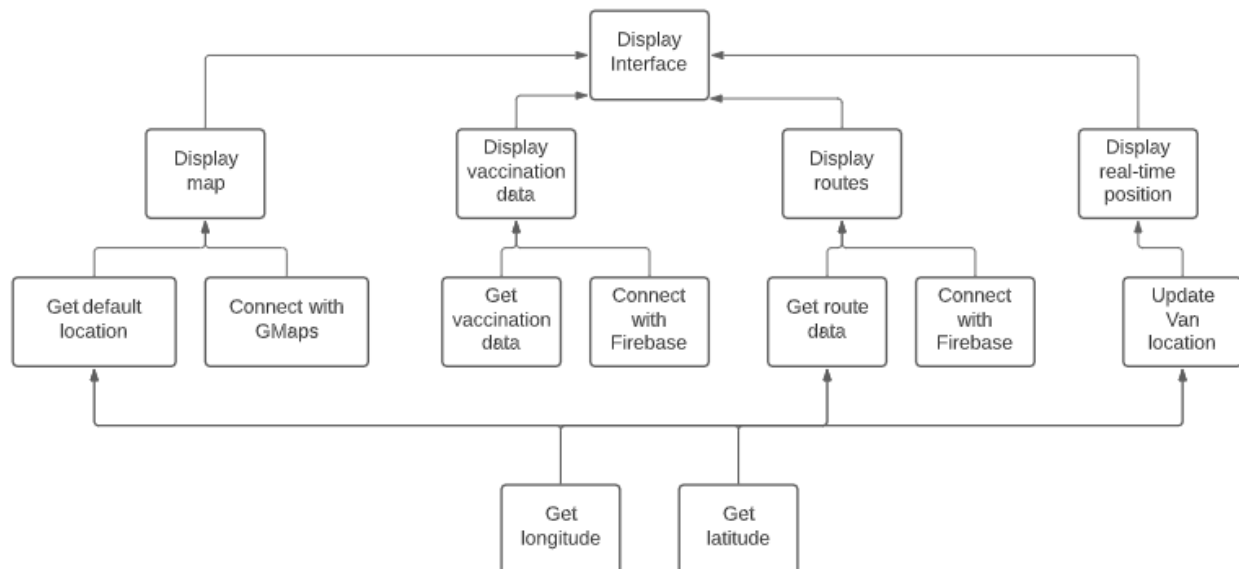 Display
Interface
Display
map
Display
vaccination
data
Display
routes
Display
real-time
position
Get default
location
Connect with
GMaps
Get
vaccination
data
Connect
with
Firebase
Get route
data
Connect
with
Firebase
Update
Van
location
Get
longitude
Get
latitude